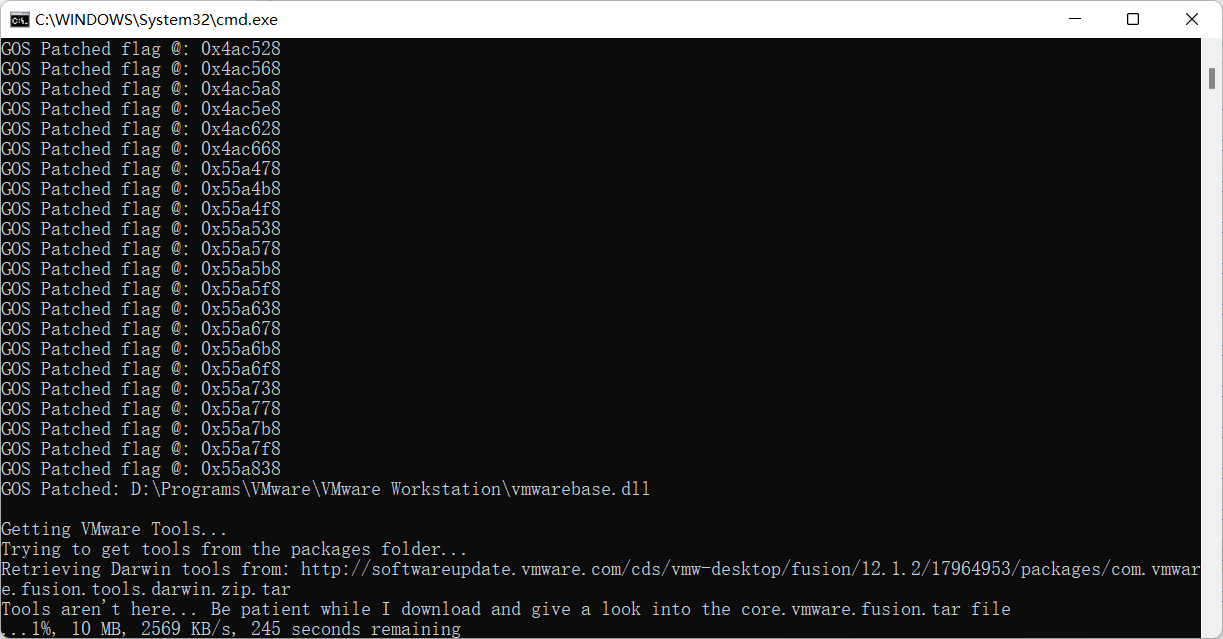 C:\WINDOWS\System32\cmd.exe
GOS Patched flag @: 0x4ac528
GOS Patched flag @: 0x4ac568
GOS Patched flag @: 0x4ac5a8
GOS Patched flag @: 0x4ac5e8
GOS Patched flag @: 0x4ac628
GOS Patched flag @: 0x4ac668
GOS Patched flag @: 0x55a478
GOS Patched flag @: 0x55a4b8
GOS Patched flag @: 0x55a4f8
GOS Patched flag @: 0x55a538
GOS Patched flag @: 0x55a578
GOS Patched flag @: 0x55a5b8
GOS Patched flag @: 0x55a5f8
GOS Patched flag @: 0x55a638
GOS Patched flag @: 0x55a678
GOS Patched flag @: 0x55a6b8
GOS Patched flag @: 0x55a6f8
GOS Patched flag @: 0x55a738
GOS Patched flag @: 0x55a778
GOS Patched flag @: 0x55a7b8
GOS Patched flag @: 0x55a7f8
GOS Patched flag @: 0x55a838
GOS Patched: D:\Programs\VMware\VMware Workstation\vmwarebase.dll
Getting VMware Tools...
Trying to get tools from the packages folder...
Retrieving Darwin tools from: http://softwareupdate.vmware.com/cds/vmw-desktop/fusion/12.1.2/17964953/packages/com.vmwar
e.fusion.tools.darwin.zip.tar
Tools aren't here... Be patient while I download and give a look into the core.vmware.fusion.tar file
...1%, 10 MB, 2569 KB/s, 245 seconds remaining